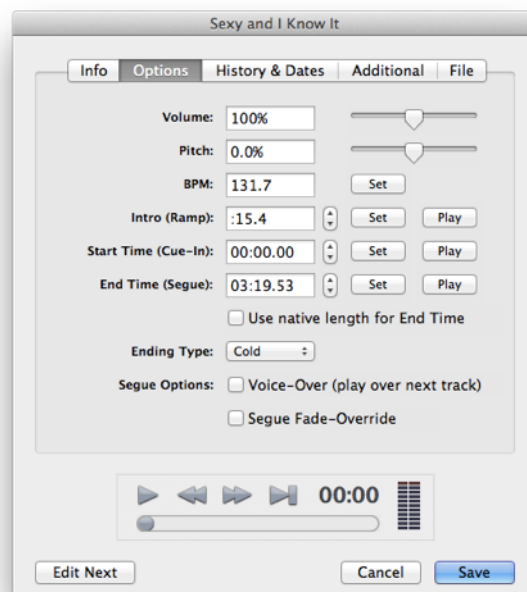 Sexy and I Know It
Info Options History & Dates Additional File
Volume: 100%
Pitch: 0.0%
BPM: 131.7 Set
Intro (Ramp): :15.4 Set Play
Start Time (Cue-In): 00:00.00 Set Play
End Time (Segue): 03:19.53 Set Play
Use native length for End Time
Ending Type: Cold
Segue Options: Voice-Over (play over next track)
Segue Fade-Override
00:00
Edit Next Cancel Save